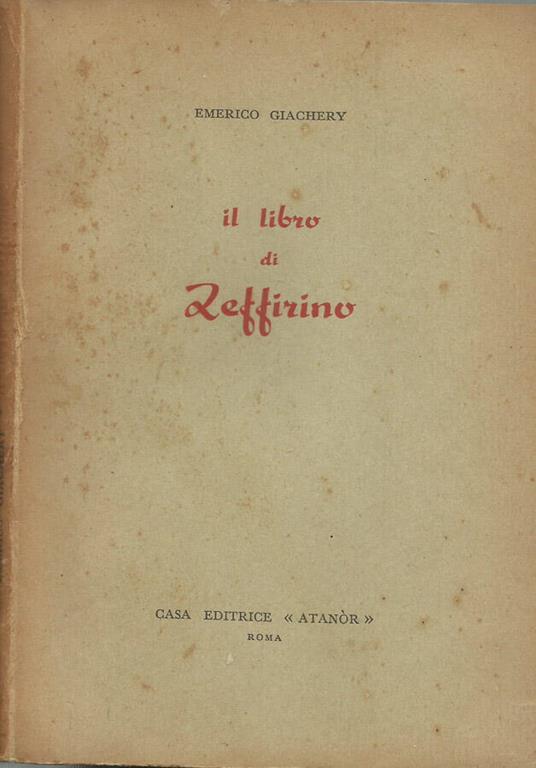 EMERICO GIACHERY
il libro
di
Zeffirino
CASA EDITRICE « ATANÒR »
ROMA